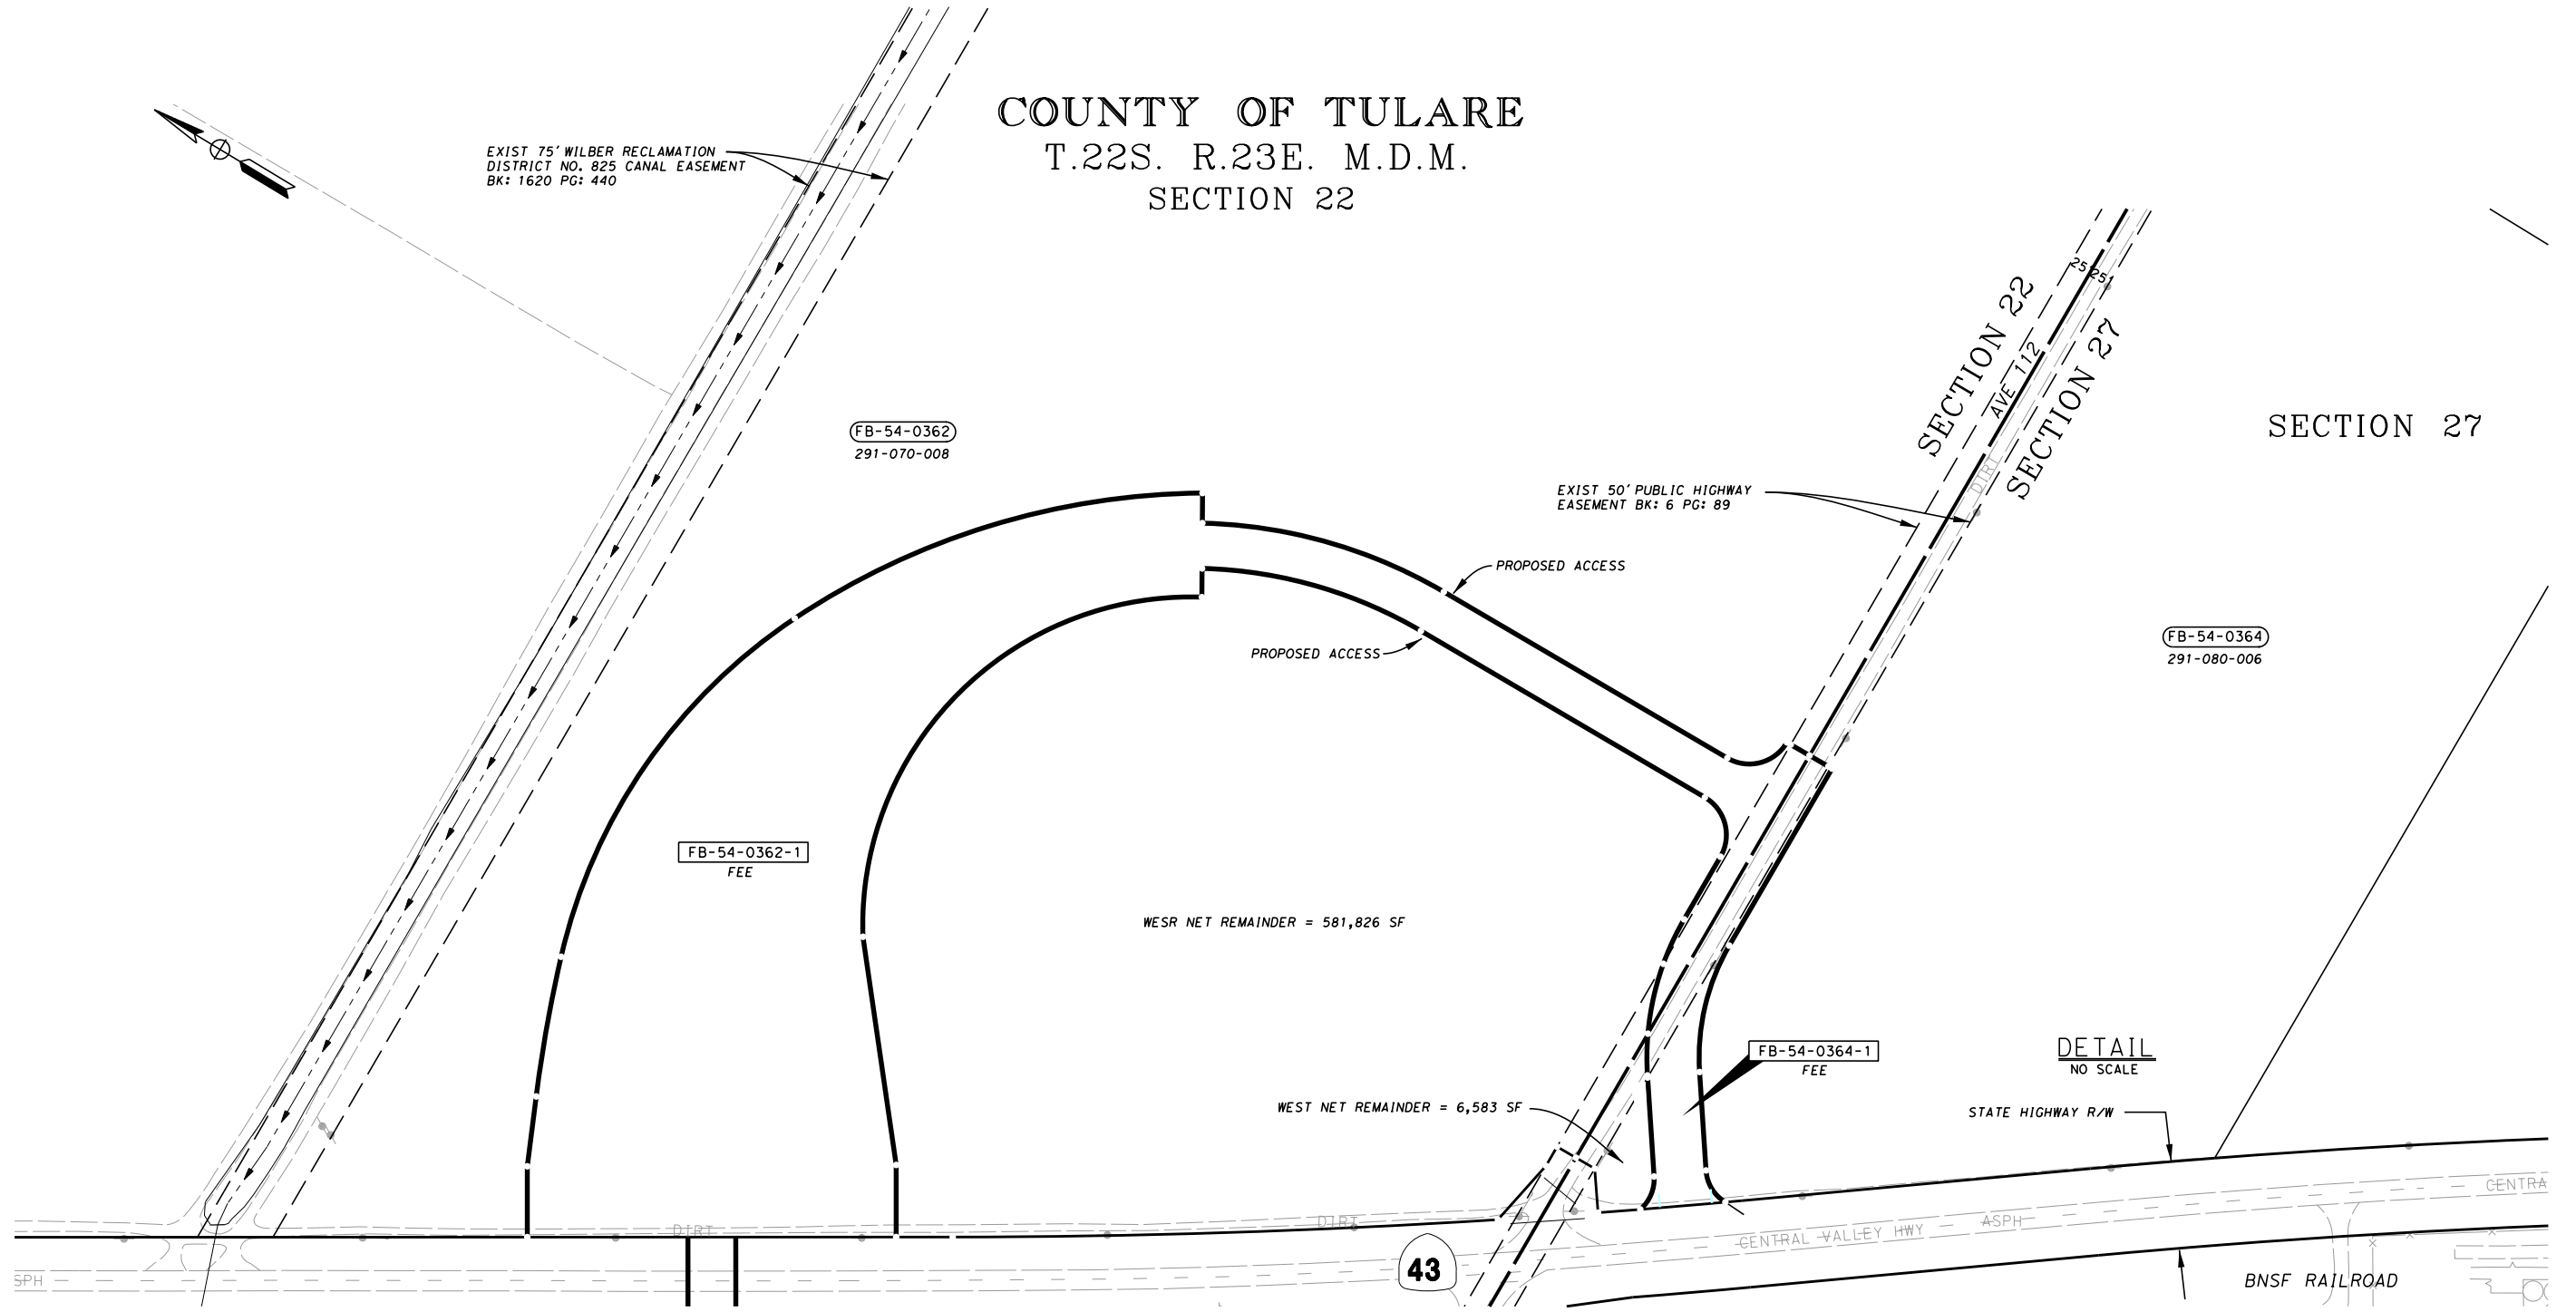 COUNTY OF TULARE
T.22S. R.23E. M.D.M.
SECTION 22
EXIST 75' WILBER RECLAMATION
DISTRICT NO. 825 CANAL EASEMENT
BK: 1620 PG: 440
25'
25'
SECTION 22
AVE 112
SECTION 27
DIRT
SECTION 27
FB-54-0362
291-070-008
EXIST 50' PUBLIC HIGHWAY
EASEMENT BK: 6 PG: 89
PROPOSED ACCESS
PROPOSED ACCESS
FB-54-0364
291-080-006
FB-54-0362-1
FEE
WESR NET REMAINDER = 581,826 SF
FB-54-0364-1
FEE
DETAIL
NO SCALE
WEST NET REMAINDER = 6,583 SF
STATE HIGHWAY R/W
CENTRA
DIRT
DIRT
ASPH
CENTRAL VALLEY HWY
43
SPH
BNSF RAILROAD